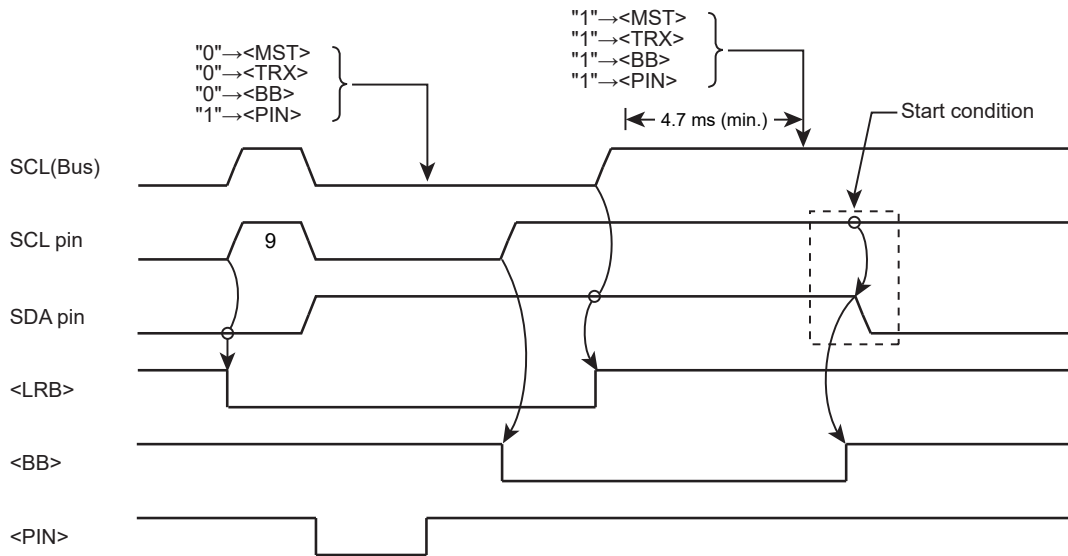 "0"→<MST>
"0"→<TRX>
"0"→<BB>
"1"→<PIN>
"1"→<MST>
"1"→<TRX>
"1"→<BB>
"1"→<PIN>
4.7 ms (min.)
Start condition
SCL(Bus)
SCL pin
9
SDA pin
<LRB>
<BB>
<PIN>